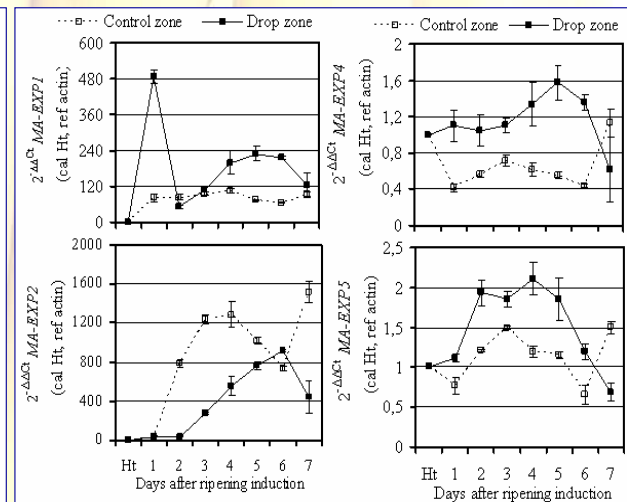 Control zone Drop zone
2^-ΔΔCt MA-EXP1
(cal Ht, ref actin)
600
480
360
240
120
0
2^-ΔΔCt MA-EXP2
(cal Ht, ref actin)
2000
1600
1200
800
400
0
Ht 1 2 3 4 5 6 7
Days after ripening induction
Control zone Drop zone
2^-ΔΔCt MA-EXP4
(cal Ht, ref actin)
2
1,6
1,2
0,8
0,4
0
2^-ΔΔCt MA-EXP5
(cal Ht, ref actin)
2,5
2
1,5
1
0,5
0
Ht 1 2 3 4 5 6 7
Days after ripening induction